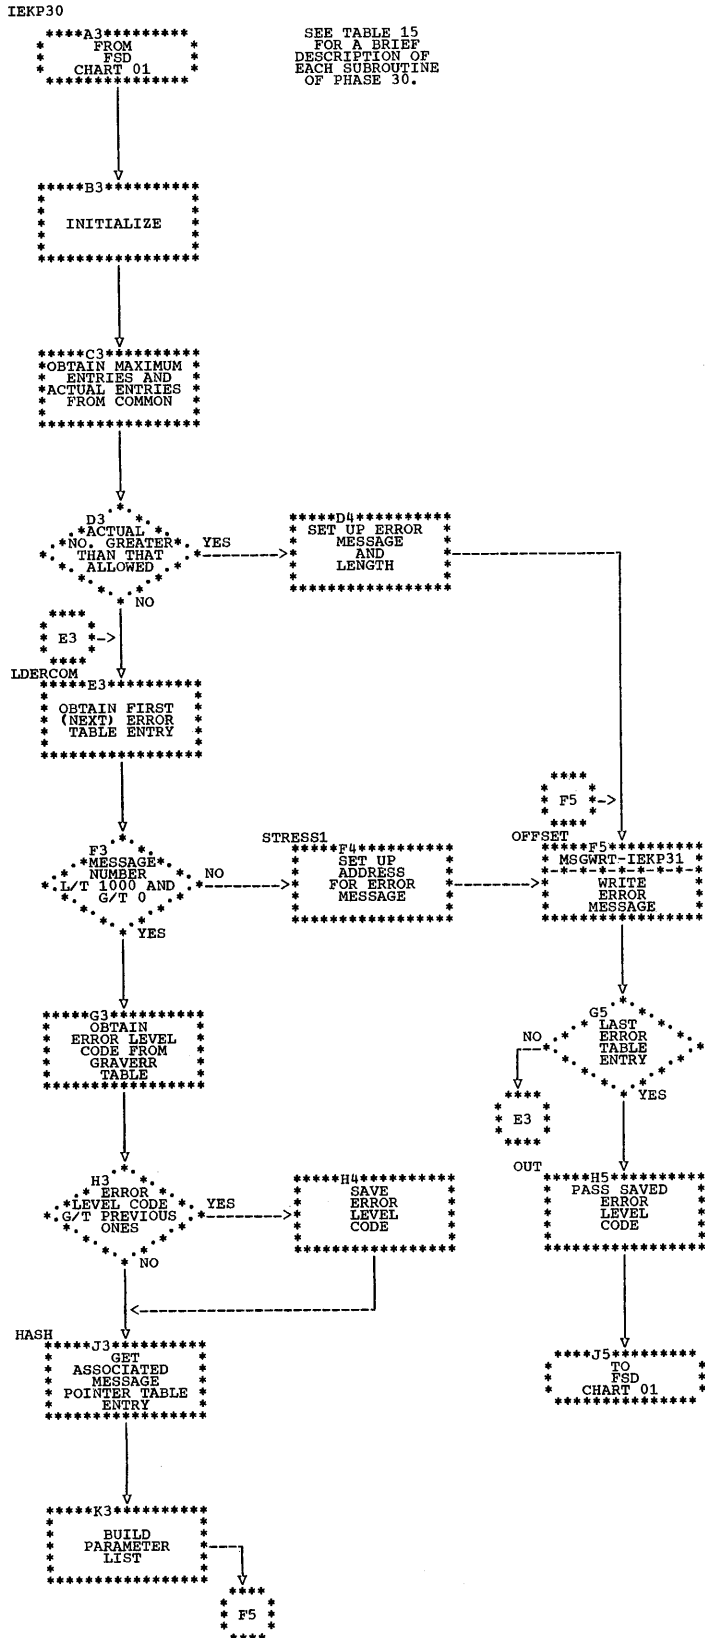 IEKP30
A3
FROM
FSD
CHART 01
SEE TABLE 15
FOR A BRIEF
DESCRIPTION OF
EACH SUBROUTINE
OF PHASE 30.
B3
INITIALIZE
C3
OBTAIN MAXIMUM
ENTRIES AND
ACTUAL ENTRIES
FROM COMMON
D3
ACTUAL
NO. GREATER
THAN THAT
ALLOWED
YES
NO
D4
SET UP ERROR
MESSAGE
AND
LENGTH
E3
LDERCOM
E3
OBTAIN FIRST
(NEXT) ERROR
TABLE ENTRY
F5
F3
MESSAGE
NUMBER
L/T 1000 AND
G/T 0
NO
YES
STRESS1
F4
SET UP
ADDRESS
FOR ERROR
MESSAGE
OFFSET
F5
MSGWRT-IEKP31
WRITE
ERROR
MESSAGE
G3
OBTAIN
ERROR LEVEL
CODE FROM
GRAVERR
TABLE
G5
LAST
ERROR
TABLE
ENTRY
NO
YES
E3
H3
ERROR
LEVEL CODE
G/T PREVIOUS
ONES
YES
NO
H4
SAVE
ERROR
LEVEL
CODE
OUT
H5
PASS SAVED
ERROR
LEVEL
CODE
HASH
J3
GET
ASSOCIATED
MESSAGE
POINTER TABLE
ENTRY
J5
TO
FSD
CHART 01
K3
BUILD
PARAMETER
LIST
F5